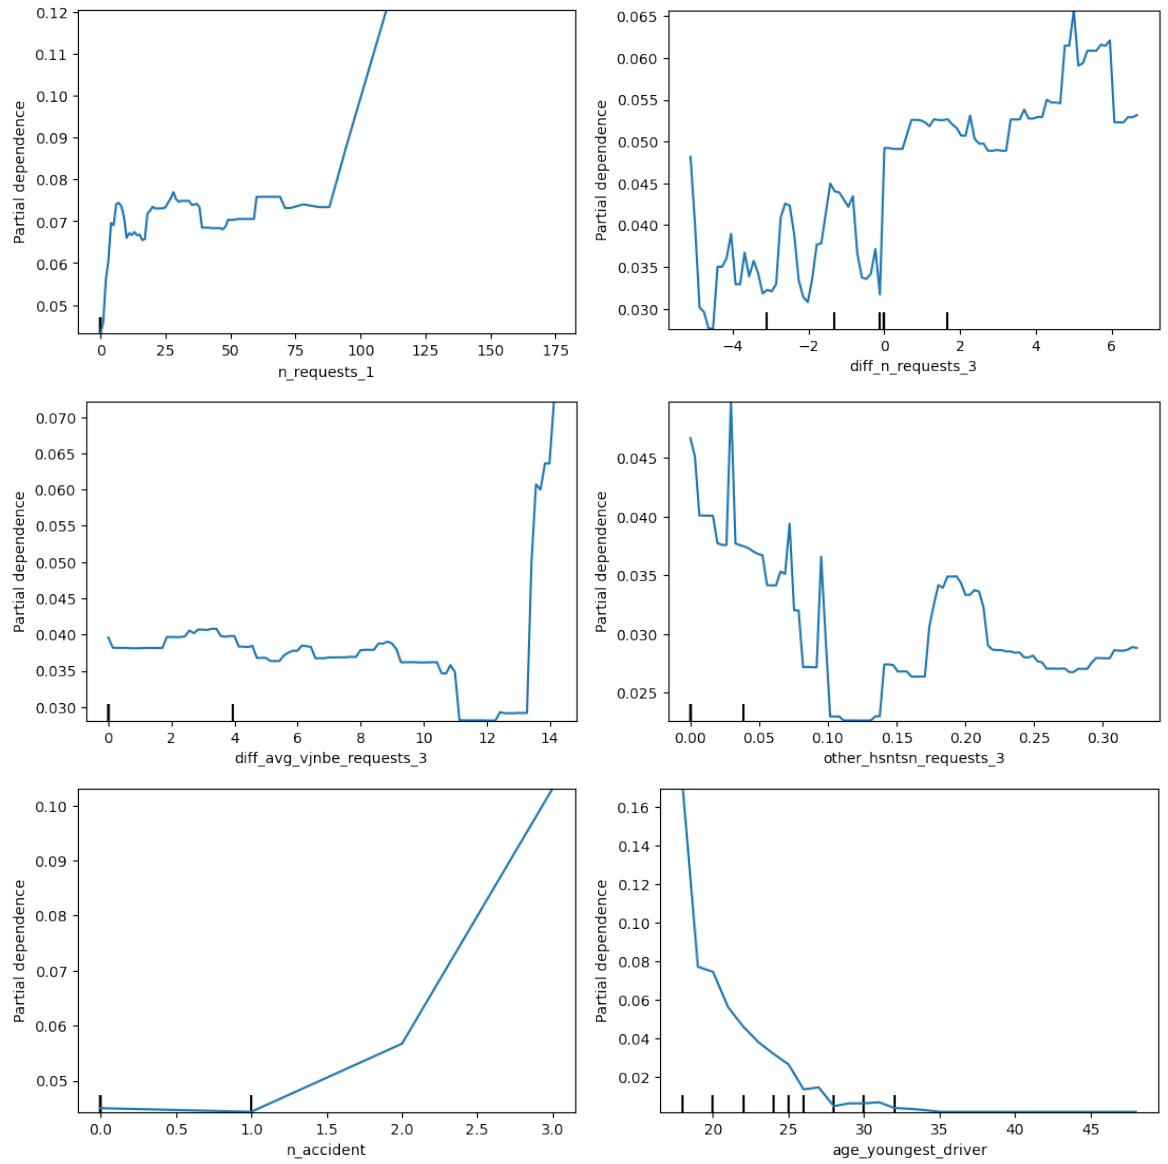 0.12
0.11
0.10
0.09
0.08
0.07
0.06
0.05
Partial dependence
0 25 50 75 100 125 150 175
n_requests_1
0.065
0.060
0.055
0.050
0.045
0.040
0.035
0.030
Partial dependence
−4 −2 0 2 4 6
diff_n_requests_3
0.070
0.065
0.060
0.055
0.050
0.045
0.040
0.035
0.030
Partial dependence
0 2 4 6 8 10 12 14
diff_avg_vjnbe_requests_3
0.045
0.040
0.035
0.030
0.025
Partial dependence
0.00 0.05 0.10 0.15 0.20 0.25 0.30
other_hsntsn_requests_3
0.10
0.09
0.08
0.07
0.06
0.05
Partial dependence
0.0 0.5 1.0 1.5 2.0 2.5 3.0
n_accident
0.16
0.14
0.12
0.10
0.08
0.06
0.04
0.02
Partial dependence
20 25 30 35 40 45
age_youngest_driver